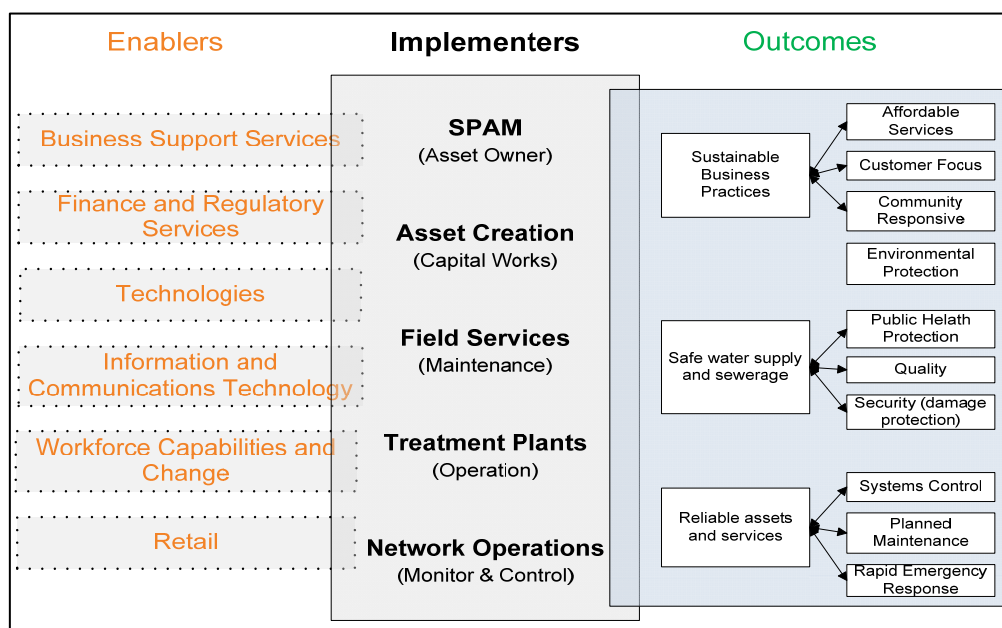 Enablers
Implementers
Outcomes
Business Support Services
Finance and Regulatory
Services
Technologies
Information and
Communications Technology
Workforce Capabilities and
Change
Retail
SPAM
(Asset Owner)
Asset Creation
(Capital Works)
Field Services
(Maintenance)
Treatment Plants
(Operation)
Network Operations
(Monitor & Control)
Sustainable
Business
Practices
Affordable
Services
Customer Focus
Community
Responsive
Environmental
Protection
Safe water supply
and sewerage
Public Helath
Protection
Quality
Security (damage
protection)
Reliable assets
and services
Systems Control
Planned
Maintenance
Rapid Emergency
Response